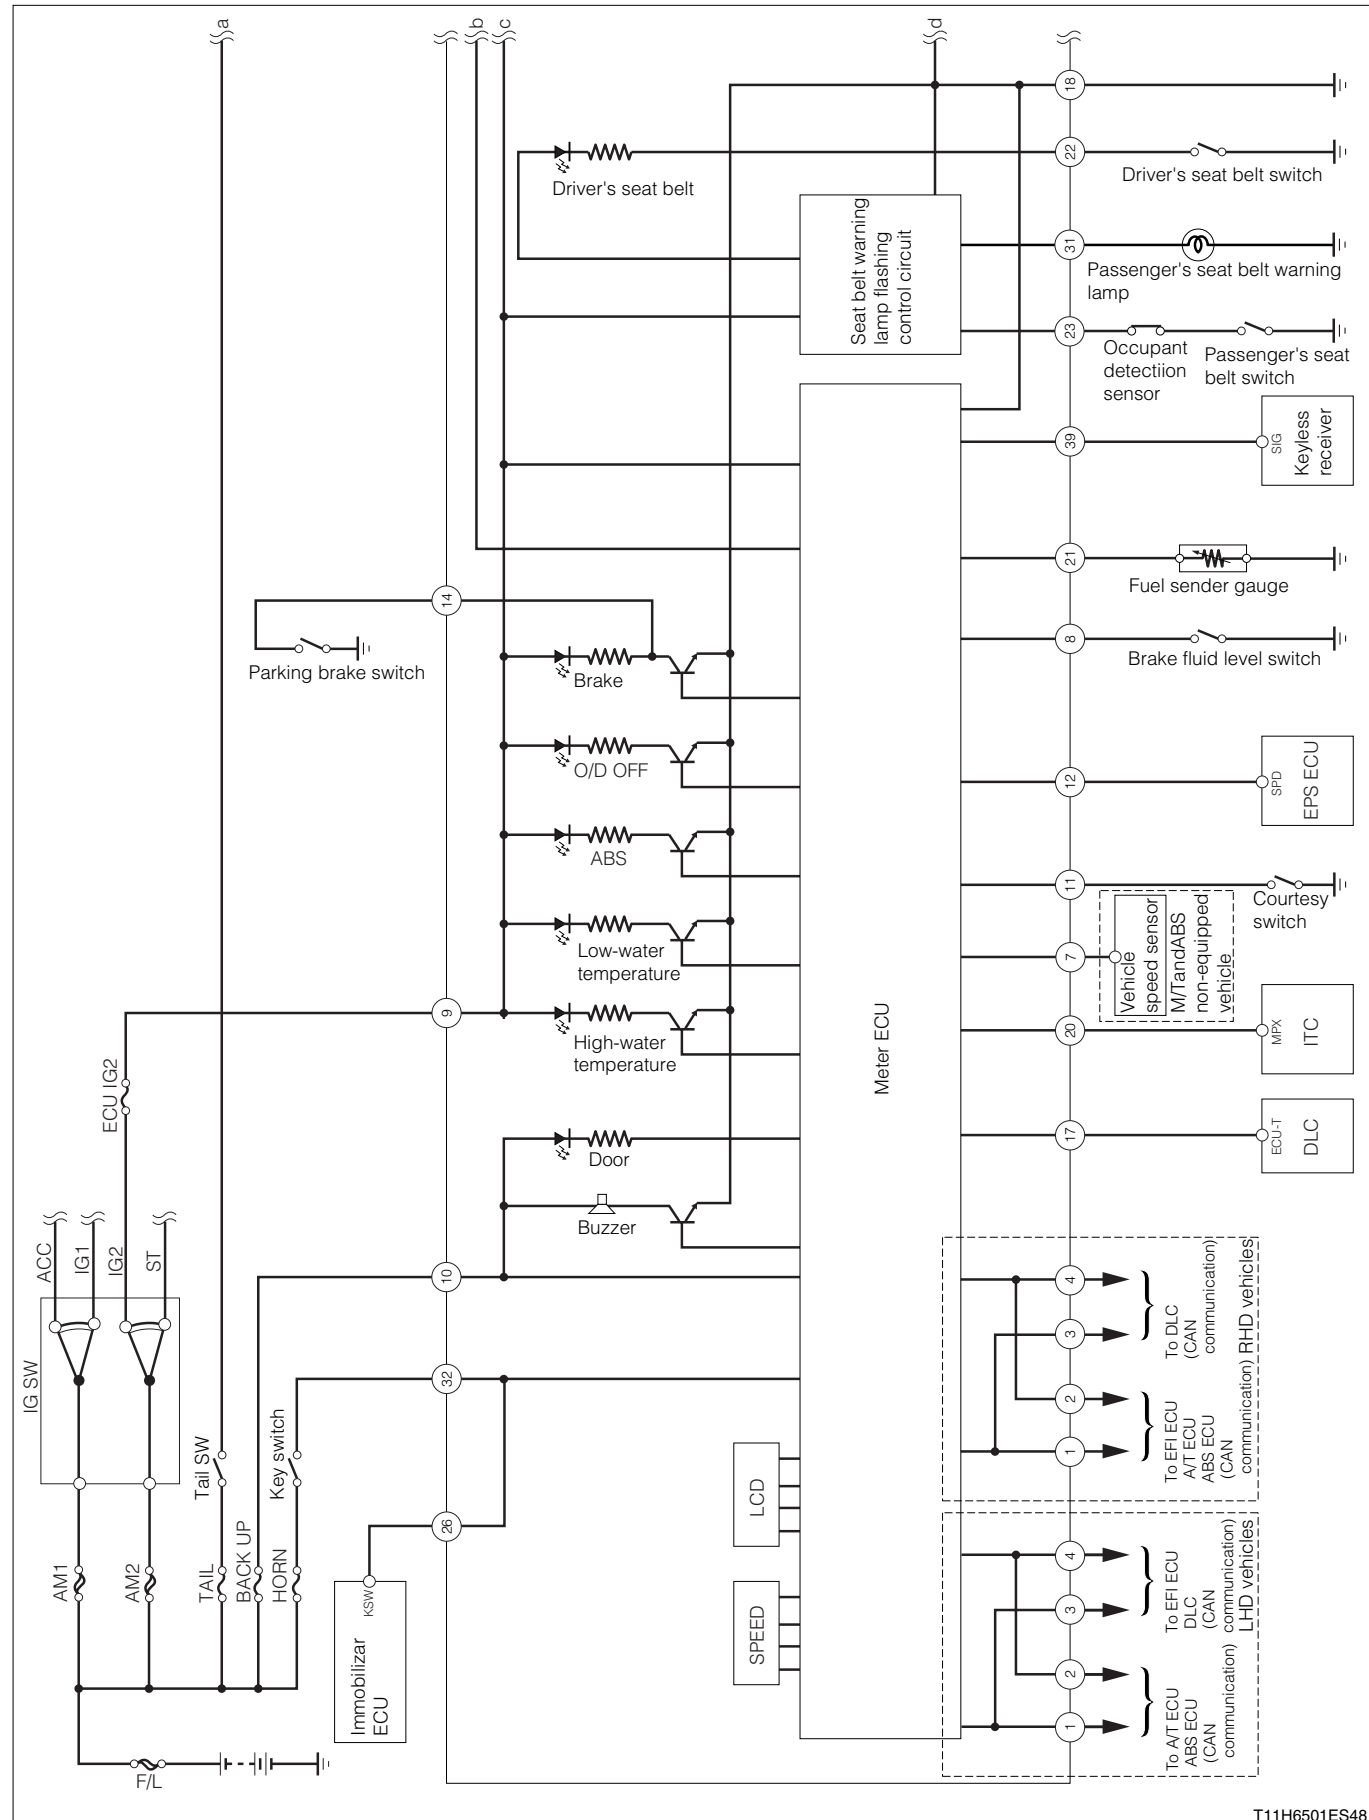 a
b
c
d
18
22
Driver's seat belt
Driver's seat belt switch
Seat belt warning
lamp flashing
control circuit
31
Passenger's seat belt warning
lamp
23
Occupant
detectiion
sensor
Passenger's seat
belt switch
39
SIG
Keyless
receiver
21
Fuel sender gauge
14
Parking brake switch
Brake
8
Brake fluid level switch
O/D OFF
12
SPD
EPS ECU
ABS
11
Courtesy
switch
Low-water
temperature
7
Vehicle
speed sensor
M/TandABS
non-equipped
vehicle
9
High-water
temperature
Meter ECU
20
MPX
ITC
ECU IG2
Door
17
ECU-T
DLC
Buzzer
ACC
IG1
IG2
ST
IG SW
10
32
26
Tail SW
Key switch
AM1
AM2
TAIL
BACK UP
HORN
KSW
Immobilizar
ECU
F/L
LCD
SPEED
4
3
To DLC
(CAN
communication)
RHD vehicles
2
1
To EFI ECU
A/T ECU
ABS ECU
(CAN
communication)
4
3
To EFI ECU
DLC
(CAN
communication)
LHD vehicles
2
1
To A/T ECU
ABS ECU
(CAN
communication)
T11H6501ES48